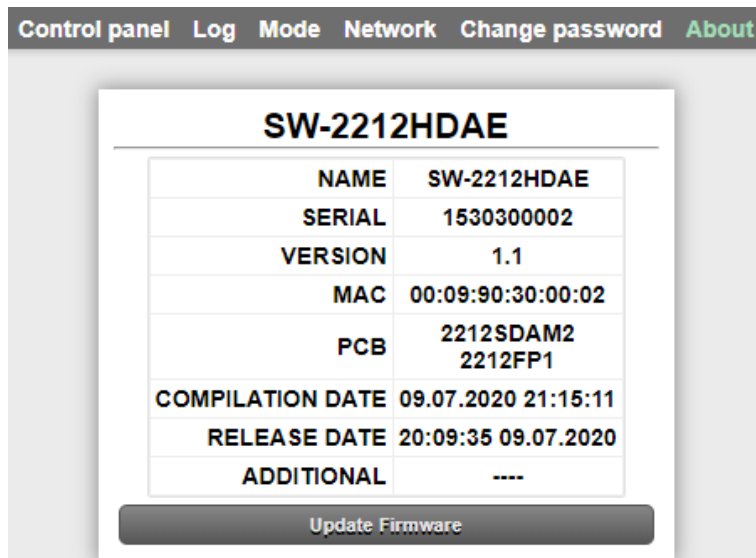 Control panel Log Mode Network Change password About
SW-2212HDAE
NAME SW-2212HDAE
SERIAL 1530300002
VERSION 1.1
MAC 00:09:90:30:00:02
PCB 2212SDAM2
2212FP1
COMPILATION DATE 09.07.2020 21:15:11
RELEASE DATE 20:09:35 09.07.2020
ADDITIONAL ----
Update Firmware